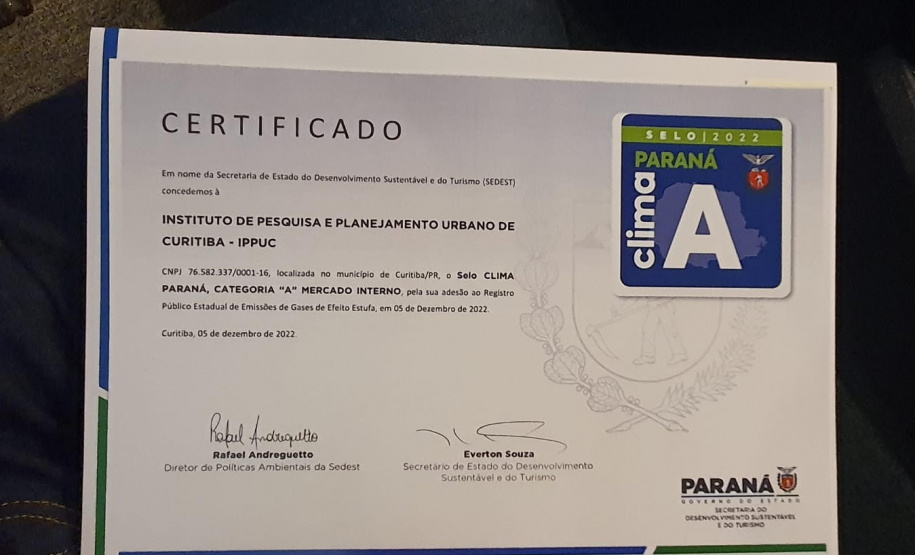 CERTIFICADO
Em nome da Secretaria de Estado do Desenvolvimento Sustentável e do Turismo (SEDEST)
concedemos à
INSTITUTO DE PESQUISA E PLANEJAMENTO URBANO DE
CURITIBA - IPPUC
CNPJ 76.582.337/0001-16, localizada no município de Curitiba/PR, o Selo CLIMA
PARANÁ, CATEGORIA "A" MERCADO INTERNO, pela sua adesão ao Registro
Público Estadual de Emissões de Gases de Efeito Estufa, em 05 de Dezembro de 2022.
Curitiba, 05 de dezembro de 2022.
SELO | 2022
PARANÁ
clima
A
Rafael Andreguetto
Rafael Andreguetto
Diretor de Políticas Ambientais da Sedest
Everton Souza
Secretário de Estado do Desenvolvimento
Sustentável e do Turismo
PARANÁ
GOVERNO DO ESTADO
SECRETARIA DO
DESENVOLVIMENTO SUSTENTÁVEL
E DO TURISMO